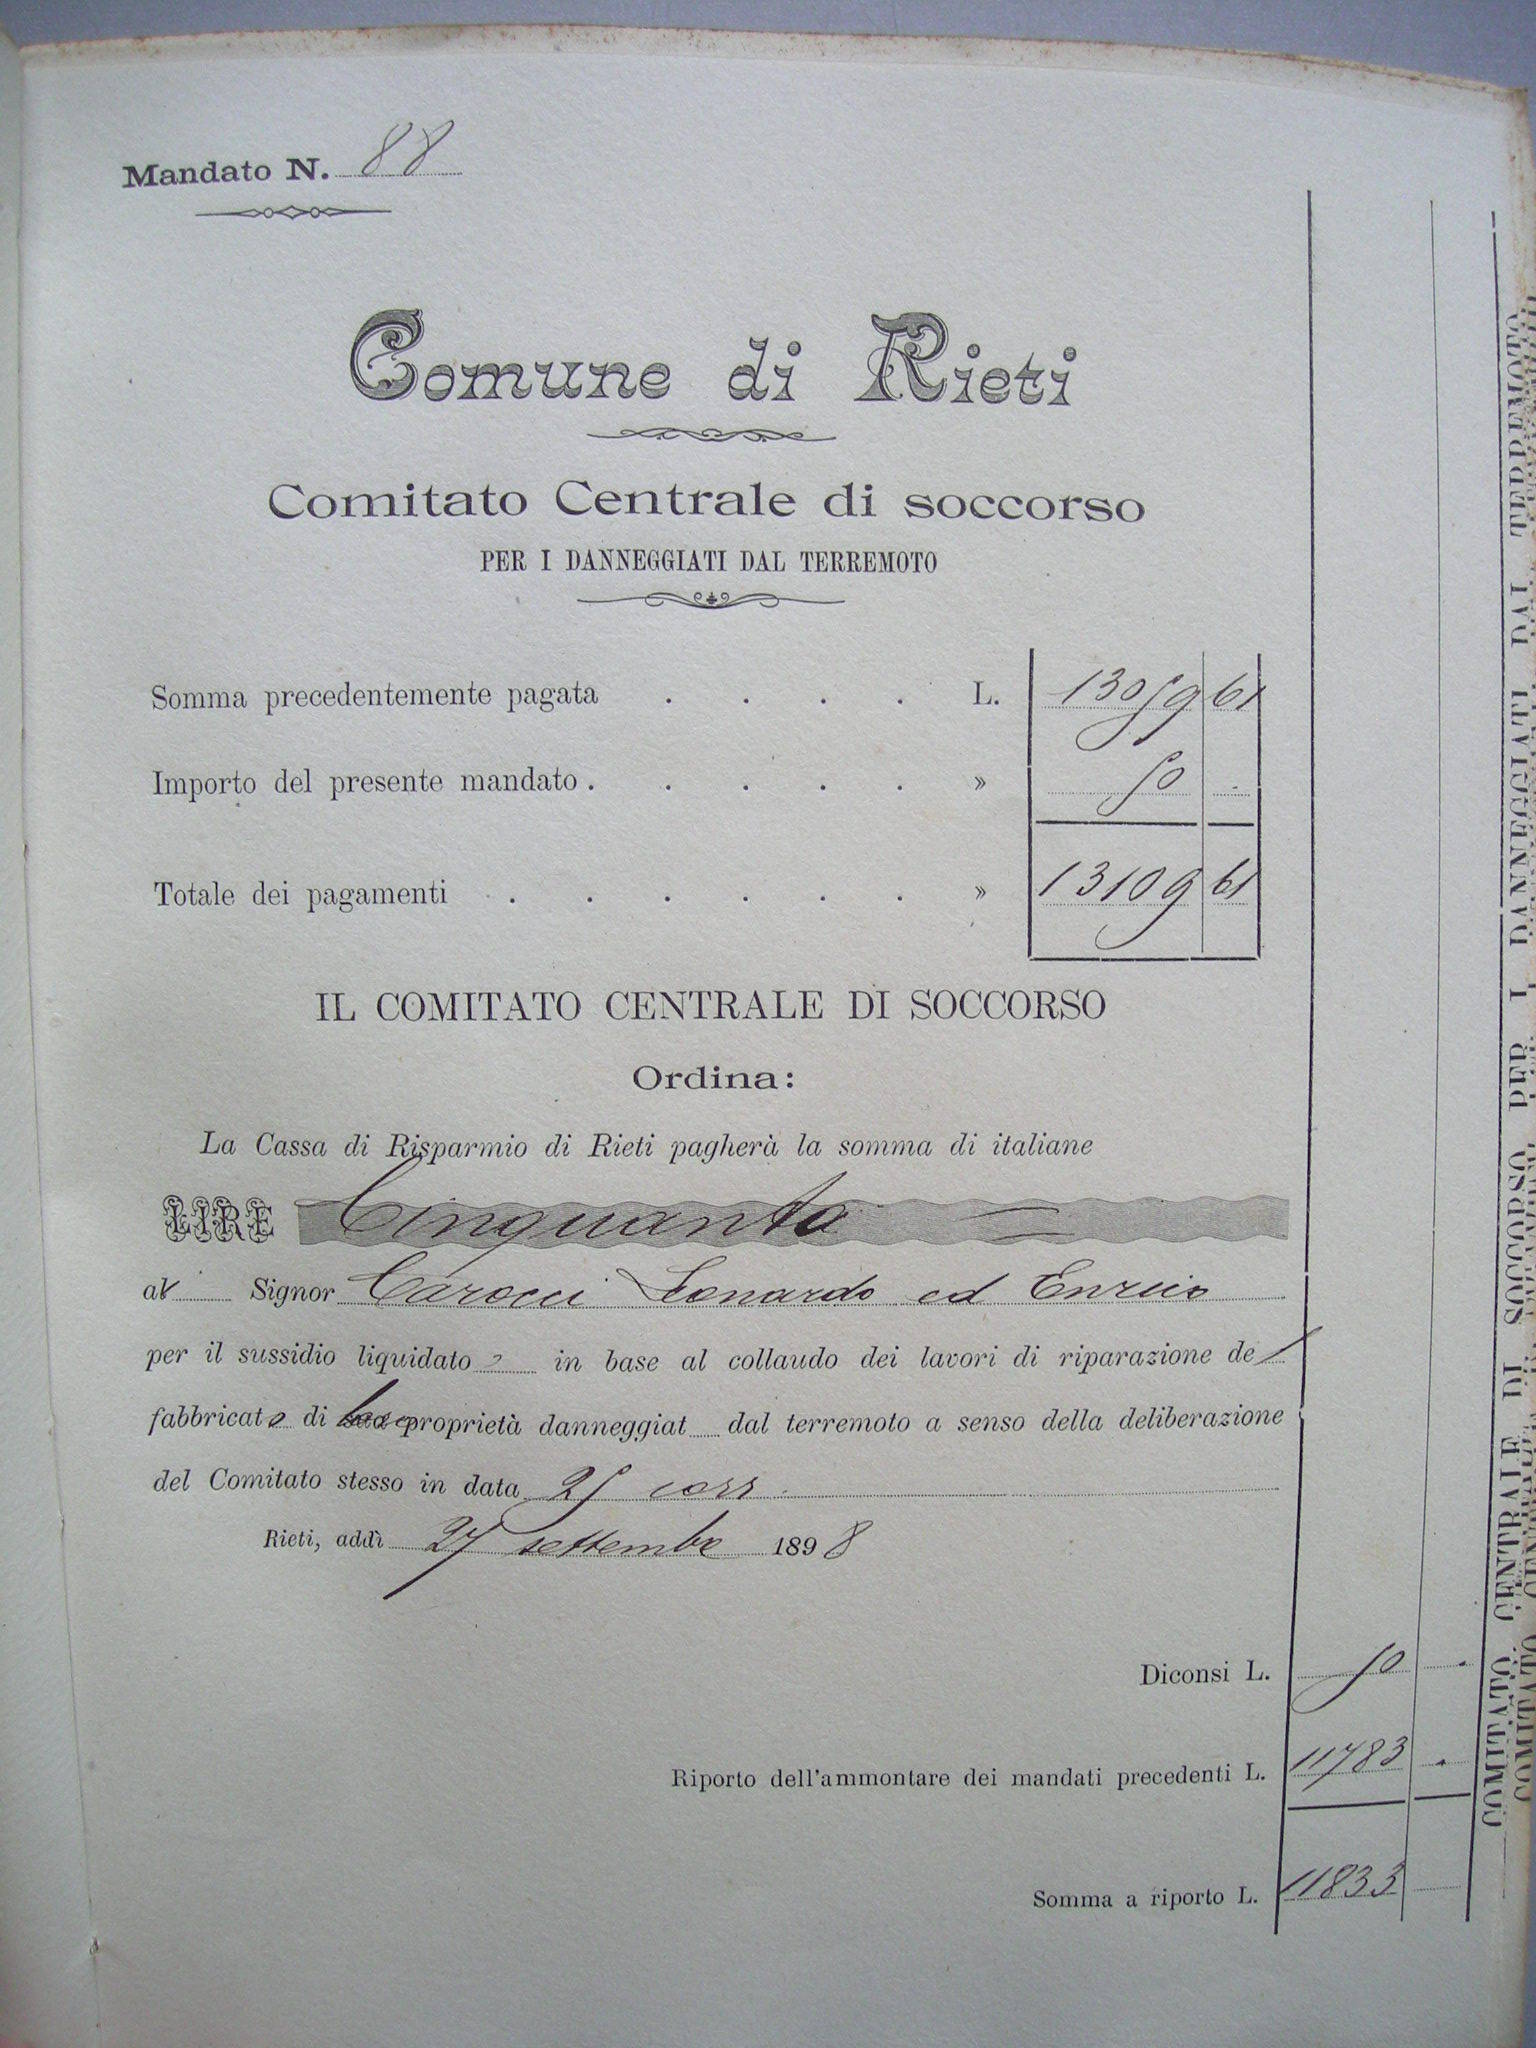 Mandato N. 88
Comune di Rieti
Comitato Centrale di soccorso
PER I DANNEGGIATI DAL TERREMOTO
Somma precedentemente pagata . . . . L. 13059 61
Importo del presente mandato . . . . . » 50 .
Totale dei pagamenti . . . . . . » 13109 61
IL COMITATO CENTRALE DI SOCCORSO
Ordina:
La Cassa di Risparmio di Rieti pagherà la somma di italiane
LIRE Cinquanta —
al Signor Carocci Leonardo ed Enrico
per il sussidio liquidato in base al collaudo dei lavori di riparazione del
fabbricato di loro proprietà danneggiat dal terremoto a senso della deliberazione
del Comitato stesso in data 25 corr.
Rieti, addì 27 settembre 1898
Diconsi L. 50 .
Riporto dell'ammontare dei mandati precedenti L. 11783 .
Somma a riporto L. 11833
COMITATO CENTRALE DI SOCCORSO PER I DANNEGGIATI DAL TERREMOTO